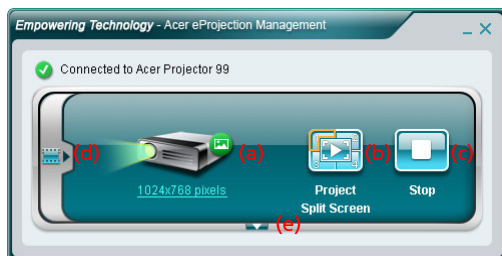 Empowering Technology - Acer eProjection Management
Connected to Acer Projector 99
(d) (a) (b) (c)
1024x768 pixels Project Stop
Split Screen
(e)